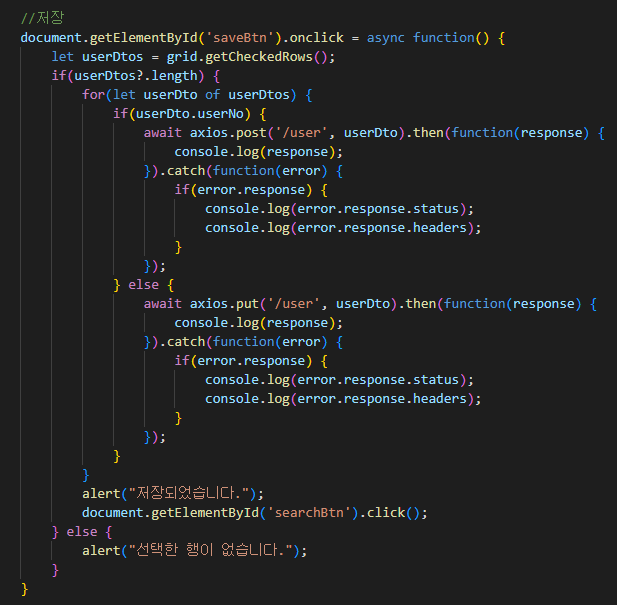 //저장
document.getElementById('saveBtn').onclick = async function() {
    let userDtos = grid.getCheckedRows();
    if(userDtos?.length) {
        for(let userDto of userDtos) {
            if(userDto.userNo) {
                await axios.post('/user', userDto).then(function(response) {
                    console.log(response);
                }).catch(function(error) {
                    if(error.response) {
                        console.log(error.response.status);
                        console.log(error.response.headers);
                    }
                });
            } else {
                await axios.put('/user', userDto).then(function(response) {
                    console.log(response);
                }).catch(function(error) {
                    if(error.response) {
                        console.log(error.response.status);
                        console.log(error.response.headers);
                    }
                });
            }
        }
        alert("저장되었습니다.");
        document.getElementById('searchBtn').click();
    } else {
        alert("선택한 행이 없습니다.");
    }
}